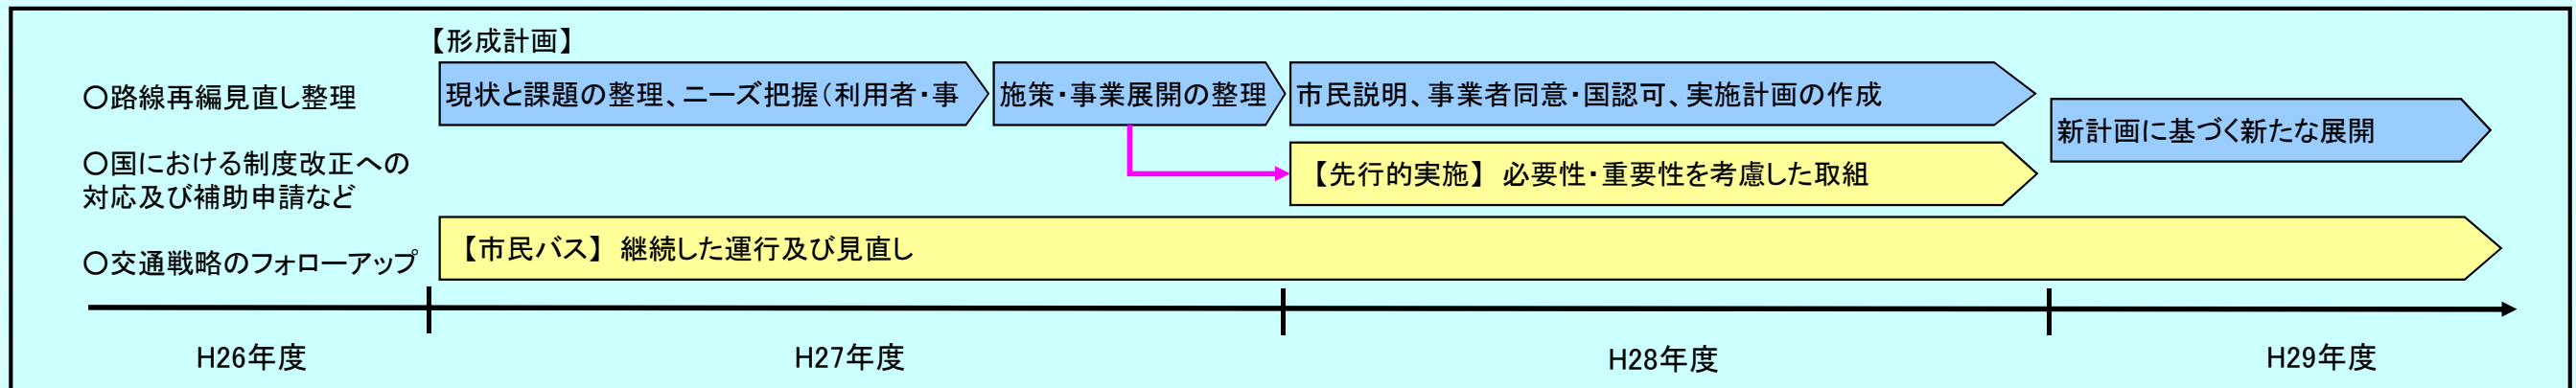 【形成計画】
○路線再編見直し整理
現状と課題の整理、ニーズ把握(利用者・事
施策・事業展開の整理
市民説明、事業者同意・国認可、実施計画の作成
新計画に基づく新たな展開
○国における制度改正への
対応及び補助申請など
【先行的実施】 必要性・重要性を考慮した取組
○交通戦略のフォローアップ
【市民バス】 継続した運行及び見直し
H26年度
H27年度
H28年度
H29年度